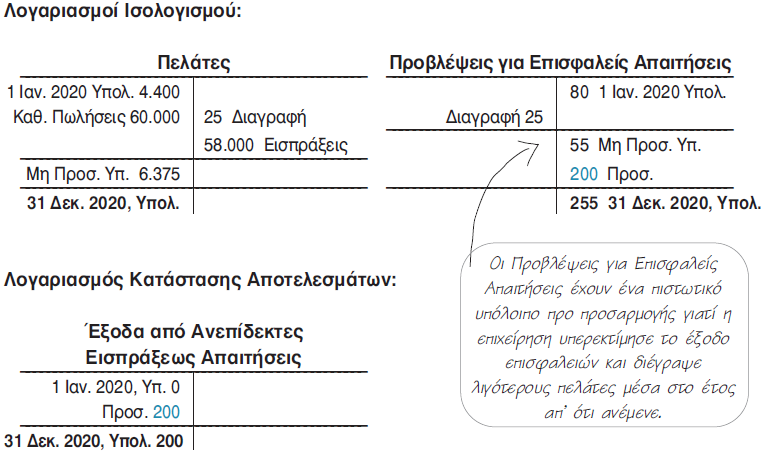 Λογαριασμοί Ισολογισμού:
Πελάτες
1 Ιαν. 2020 Υπολ. 4.400
Καθ. Πωλήσεις 60.000 25 Διαγραφή
58.000 Εισπράξεις
Μη Προσ. Υπ. 6.375
31 Δεκ. 2020, Υπολ.
Προβλέψεις για Επισφαλείς Απαιτήσεις
80 1 Ιαν. 2020 Υπολ.
Διαγραφή 25
55 Μη Προσ. Υπ.
200 Προσ.
255 31 Δεκ. 2020, Υπολ.
Οι Προβλέψεις για Επισφαλείς
Απαιτήσεις έχουν ένα πιστωτικό
υπόλοιπο προ προσαρμογής γιατί η
επιχείρηση υπερεκτίμησε το έξοδο
επισφαλειών και διέγραψε
λιγότερους πελάτες μέσα στο έτος
απ' ότι ανέμενε.
Λογαριασμός Κατάστασης Αποτελεσμάτων:
Έξοδα από Ανεπίδεκτες
Εισπράξεως Απαιτήσεις
1 Ιαν. 2020, Υπ. 0
Προσ. 200
31 Δεκ. 2020, Υπολ. 200